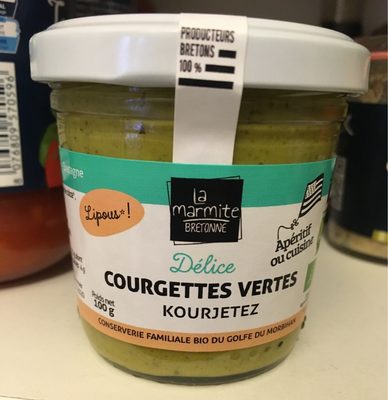 PRODUCTEURS
BRETONS
100 %
la
marmite
BRETONNE
Lipous*!
Apéritif
ou cuisine
Délice
COURGETTES VERTES
KOURJETEZ
Poids net
100 g
CONSERVERIE FAMILIALE BIO DU GOLFE DU MORBIHAN